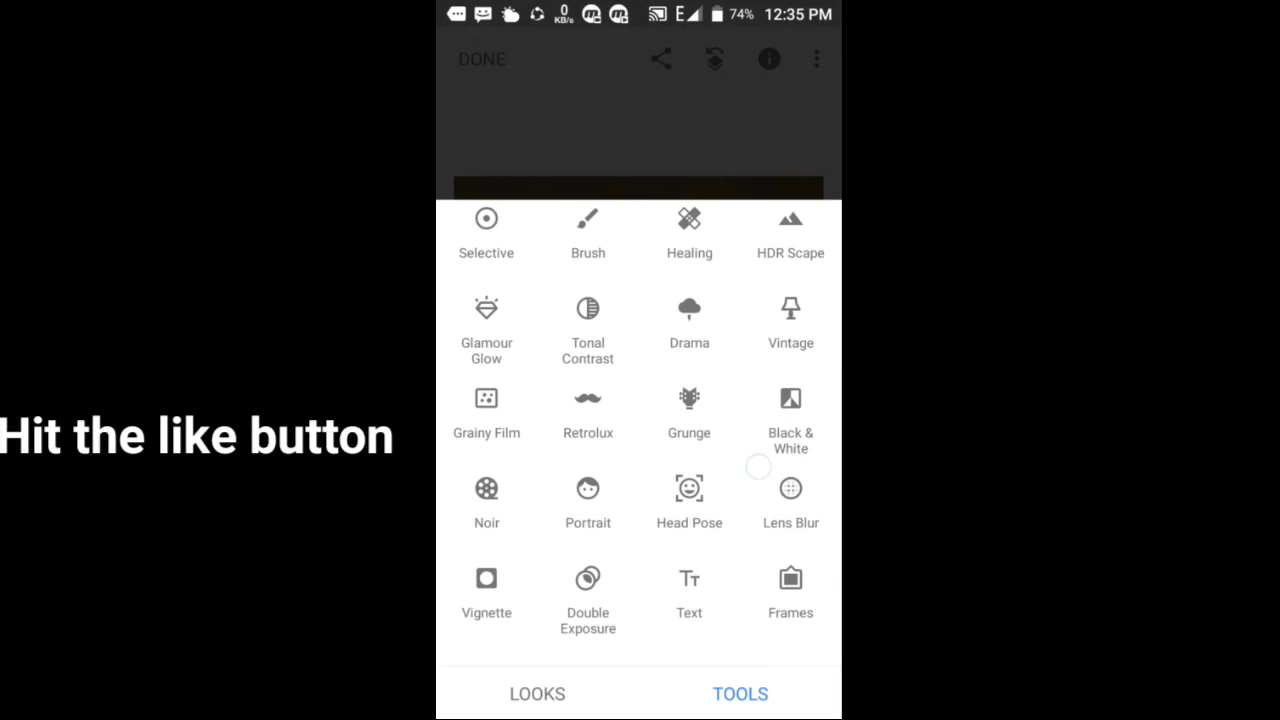 0
KB/s
E
74%
12:35 PM
DONE
Selective
Brush
Healing
HDR Scape
Glamour
Glow
Tonal
Contrast
Drama
Vintage
Grainy Film
Retrolux
Grunge
Black &
White
Hit the like button
Noir
Portrait
Head Pose
Lens Blur
Vignette
Double
Exposure
Text
Frames
LOOKS
TOOLS